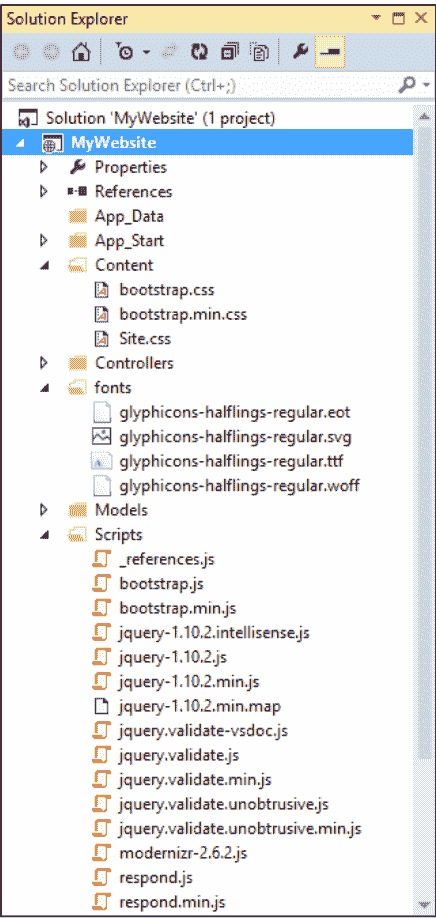 Solution Explorer
Search Solution Explorer (Ctrl+;)
Solution 'MyWebsite' (1 project)
MyWebsite
Properties
References
App_Data
App_Start
Content
bootstrap.css
bootstrap.min.css
Site.css
Controllers
fonts
glyphicons-halflings-regular.eot
glyphicons-halflings-regular.svg
glyphicons-halflings-regular.ttf
glyphicons-halflings-regular.woff
Models
Scripts
_references.js
bootstrap.js
bootstrap.min.js
jquery-1.10.2.intellisense.js
jquery-1.10.2.js
jquery-1.10.2.min.js
jquery-1.10.2.min.map
jquery.validate-vsdoc.js
jquery.validate.js
jquery.validate.min.js
jquery.validate.unobtrusive.js
jquery.validate.unobtrusive.min.js
modernizr-2.6.2.js
respond.js
respond.min.js